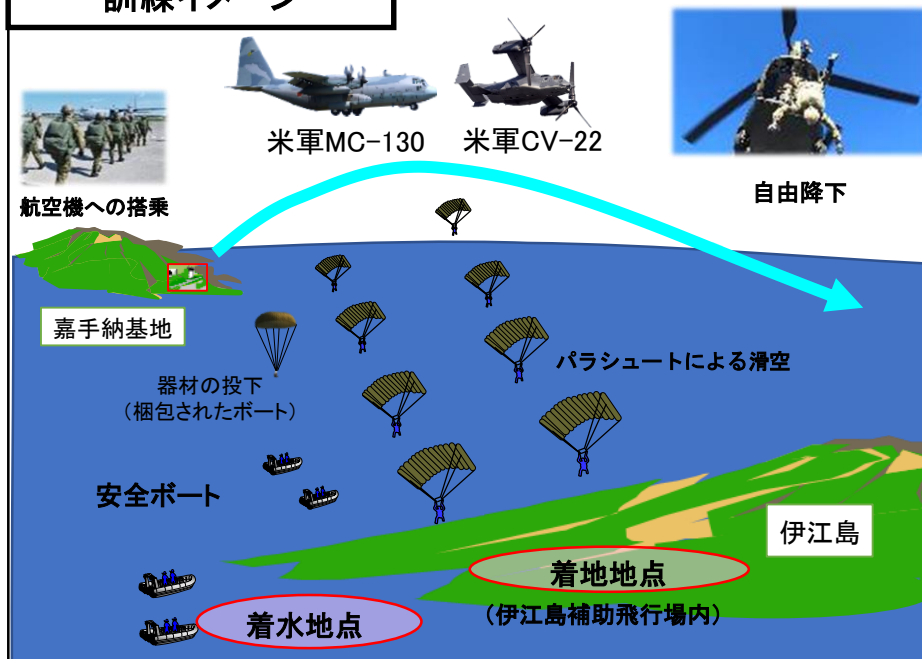 訓練イメージ
米軍MC-130
米軍CV-22
自由降下
航空機への搭乗
嘉手納基地
器材の投下
（梱包されたボート）
パラシュートによる滑空
安全ボート
伊江島
着地地点
（伊江島補助飛行場内）
着水地点